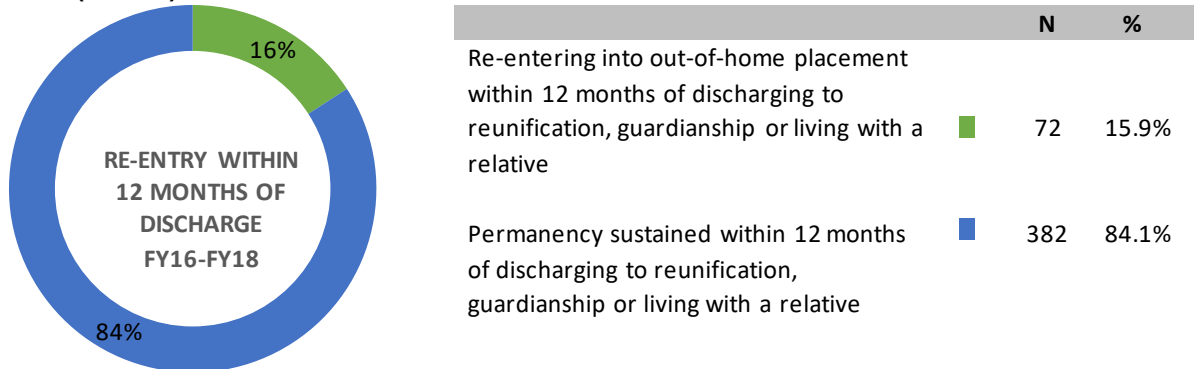 16%
84%
RE-ENTRY WITHIN
12 MONTHS OF
DISCHARGE
FY16-FY18
N %
Re-entering into out-of-home placement
within 12 months of discharging to
reunification, guardianship or living with a
relative
72 15.9%
Permanency sustained within 12 months
of discharging to reunification,
guardianship or living with a relative
382 84.1%